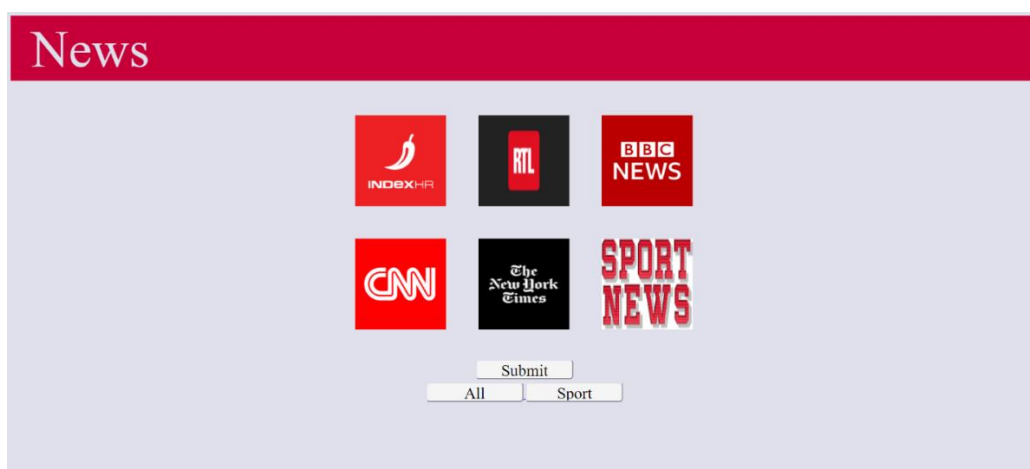 News
INDEXHR
RTL
BBC
NEWS
CNN
The
New York
Times
SPORT
NEWS
Submit
All
Sport